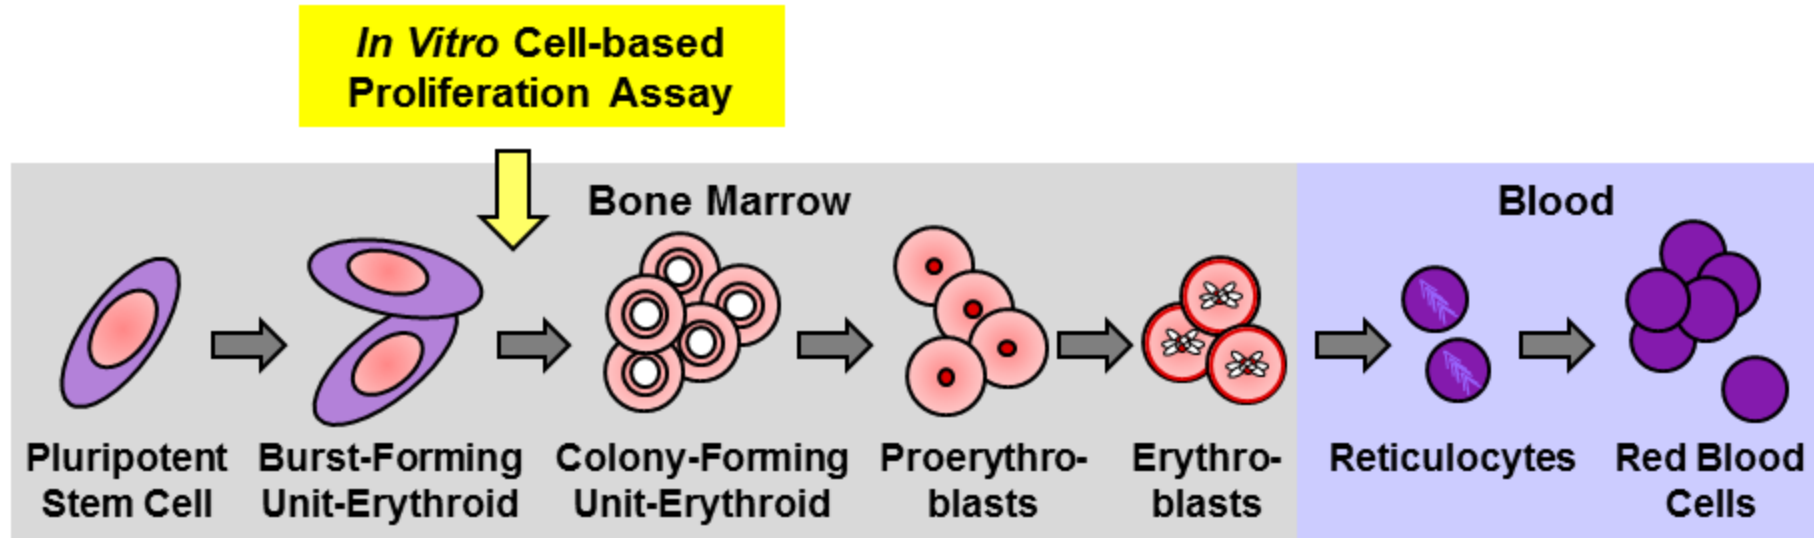 In Vitro Cell-based
Proliferation Assay
Bone Marrow
Blood
Pluripotent
Stem Cell
Burst-Forming
Unit-Erythroid
Colony-Forming
Unit-Erythroid
Proerythro-
blasts
Erythro-
blasts
Reticulocytes
Red Blood
Cells